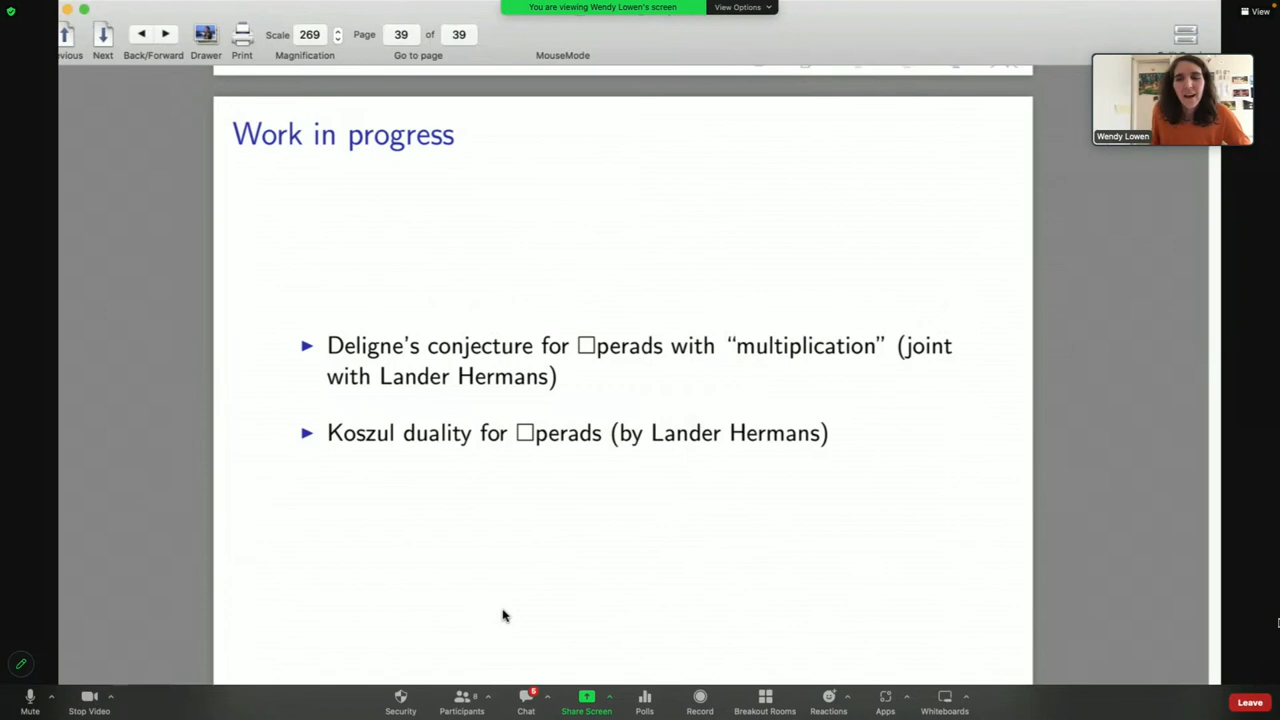 You are viewing Wendy Lowen's screen
View Options
View
Next
Back/Forward
Drawer
Print
Scale 269
Magnification
Page 39 of 39
Go to page
MouseMode
Wendy Lowen
Work in progress
▶ Deligne's conjecture for □perads with “multiplication” (joint
with Lander Hermans)
▶ Koszul duality for □perads (by Lander Hermans)
Mute
Stop Video
Security
Participants 8
Chat 5
Share Screen
Polls
Record
Breakout Rooms
Reactions
Apps
Whiteboards
Leave